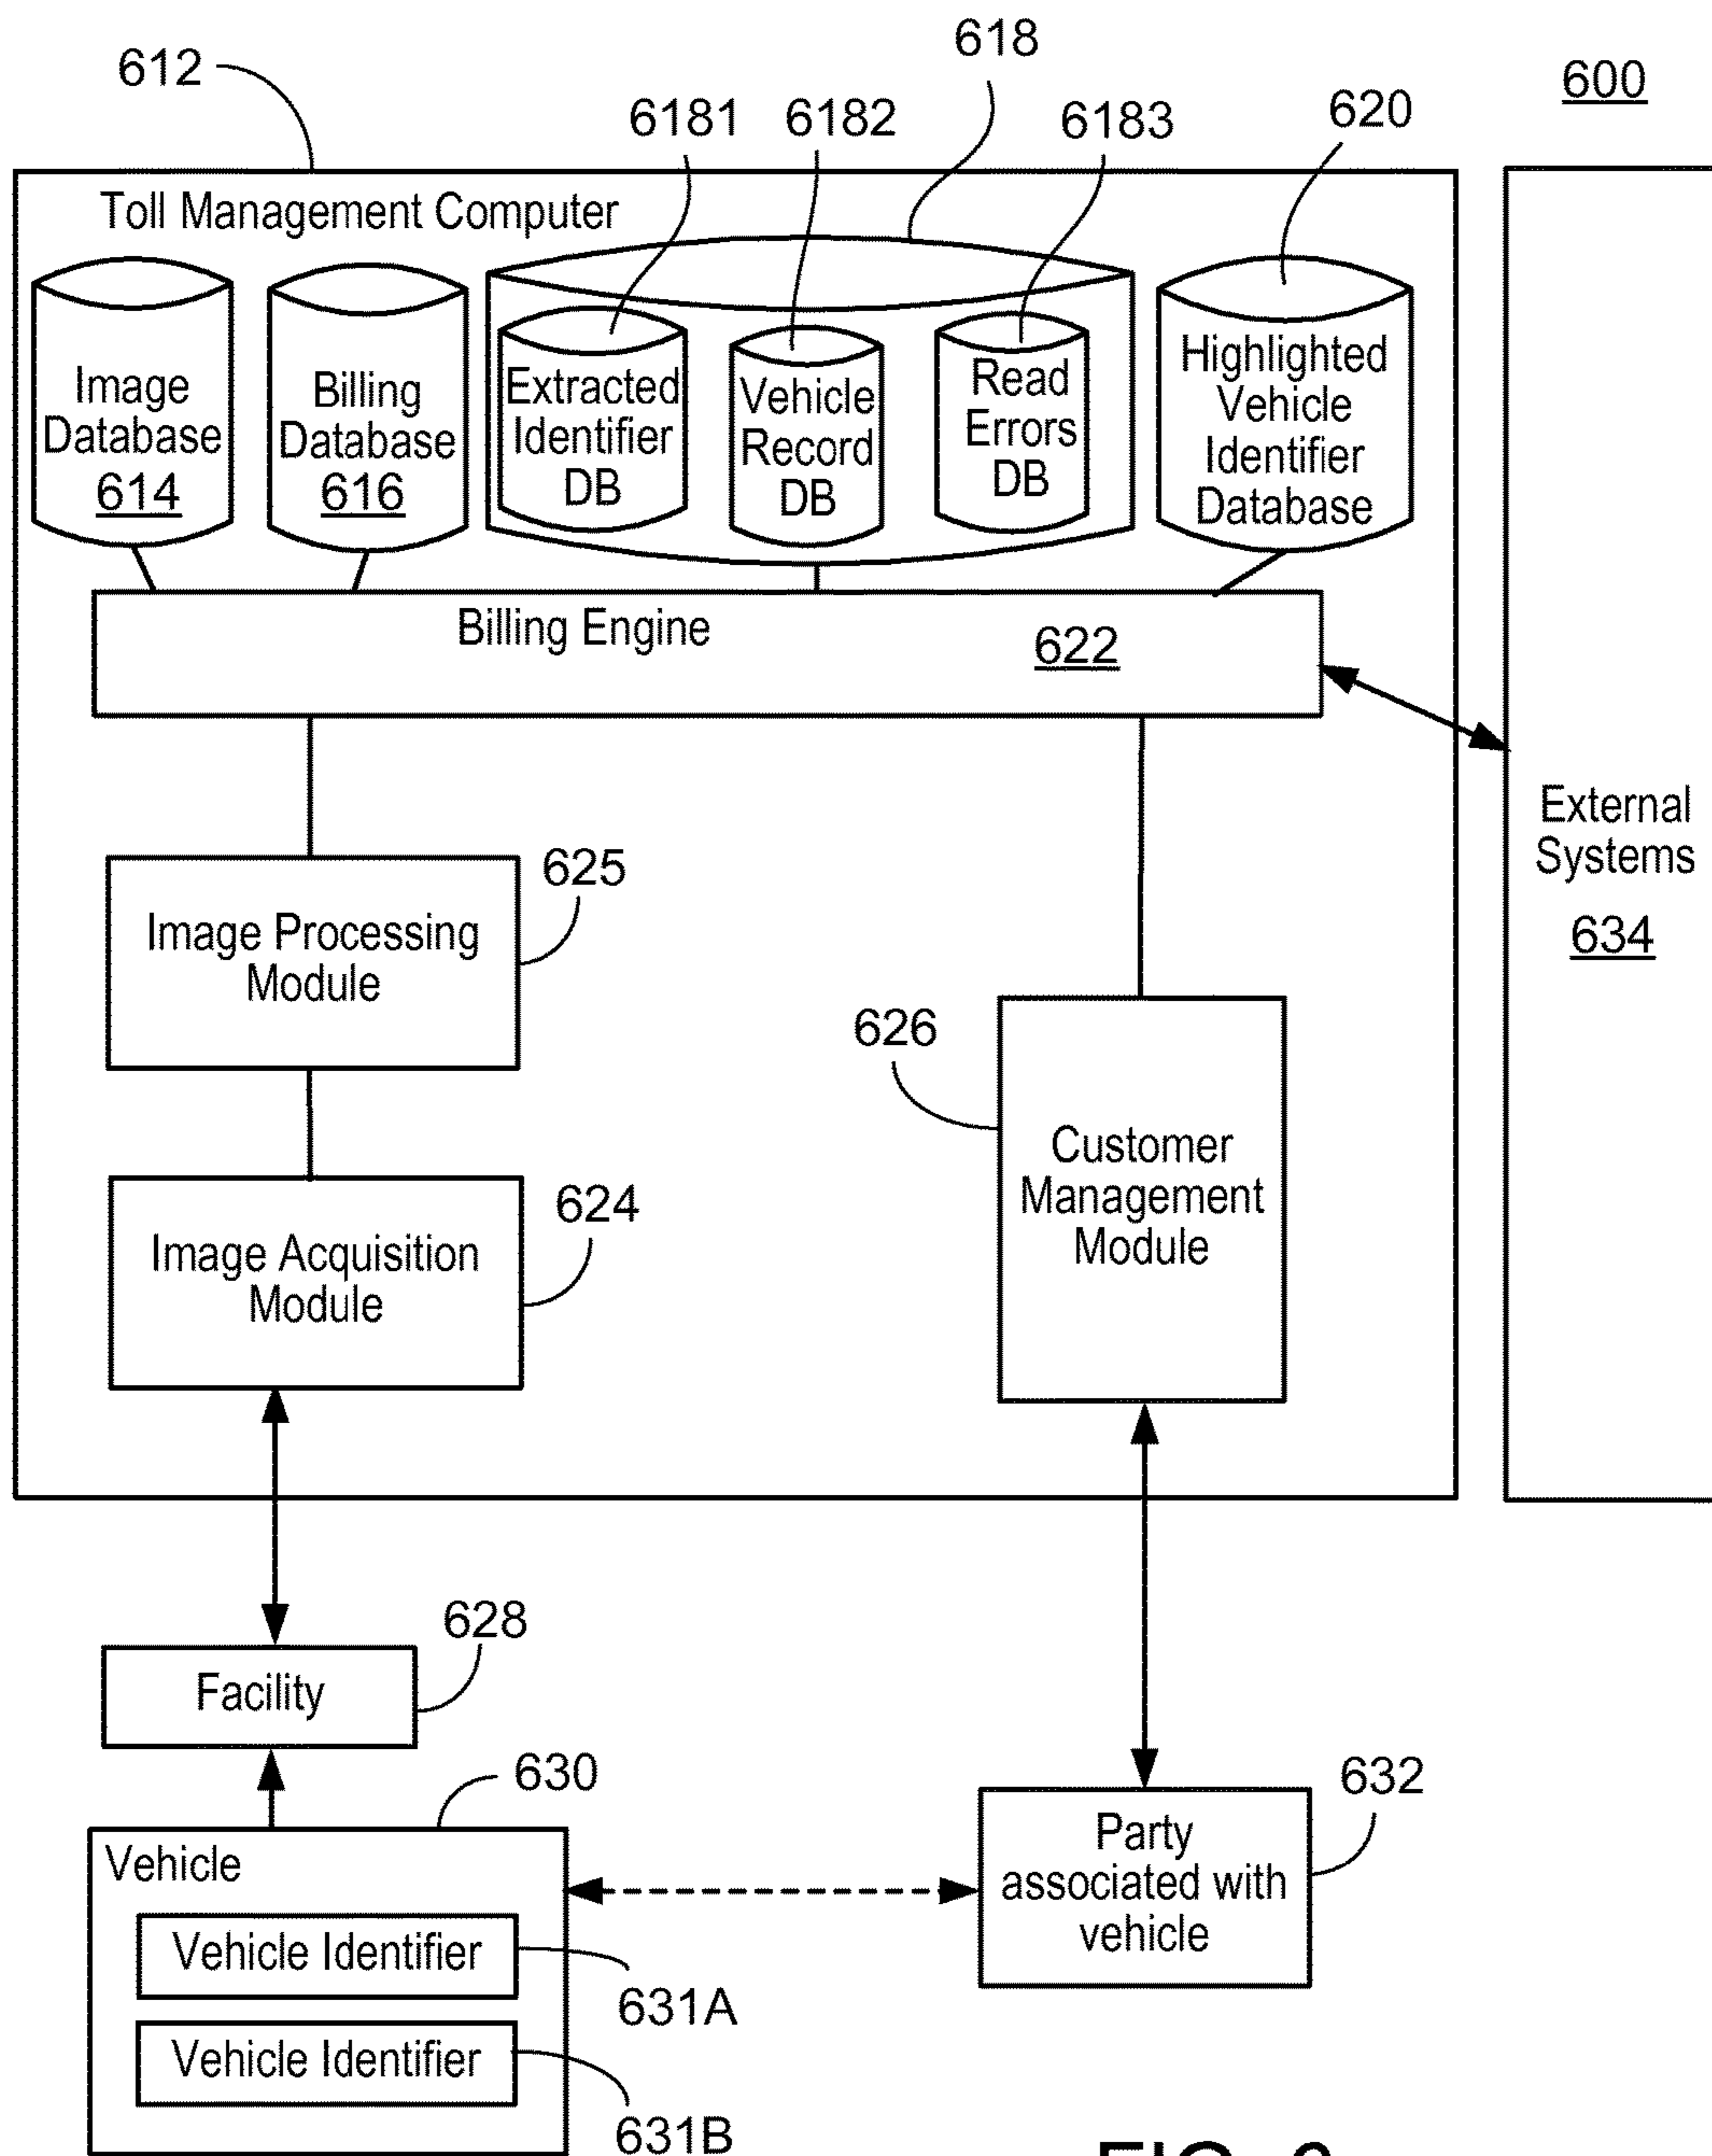 618
600
612
6181
6182
6183
620
Toll Management Computer
Image
Database
614
Billing
Database
616
Extracted
Identifier
DB
Vehicle
Record
DB
Read
Errors
DB
Highlighted
Vehicle
Identifier
Database
Billing Engine
622
External
Systems
634
625
Image Processing
Module
626
Customer
Management
Module
624
Image Acquisition
Module
628
Facility
630
Vehicle
632
Party
associated with
vehicle
Vehicle Identifier
631A
Vehicle Identifier
631B